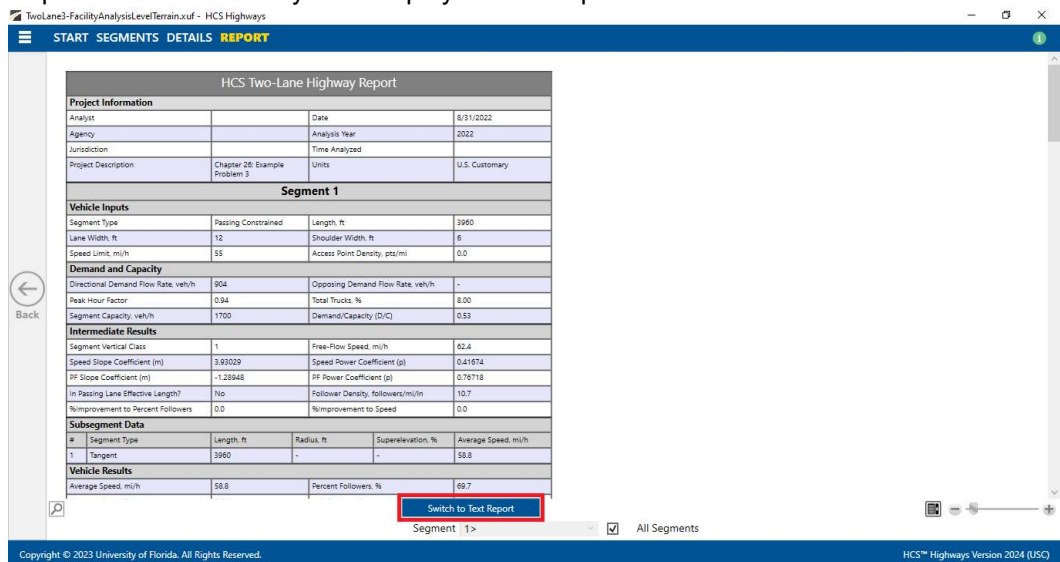 TwoLane3-FacilityAnalysisLevelTerrain.xuf - HCS Highways
START SEGMENTS DETAILS REPORT
HCS Two-Lane Highway Report
Project Information
Analyst Date 8/31/2022
Agency Analysis Year 2022
Jurisdiction Time Analyzed
Project Description Chapter 26: Example Problem 3 Units U.S. Customary
Segment 1
Vehicle Inputs
Segment Type Passing Constrained Length, ft 3960
Lane Width, ft 12 Shoulder Width, ft 6
Speed Limit, mi/h 55 Access Point Density, pts/mi 0.0
Demand and Capacity
Directional Demand Flow Rate, veh/h 904 Opposing Demand Flow Rate, veh/h -
Peak Hour Factor 0.94 Total Trucks, % 8.00
Segment Capacity, veh/h 1700 Demand/Capacity (D/C) 0.53
Intermediate Results
Segment Vertical Class 1 Free-Flow Speed, mi/h 62.4
Speed Slope Coefficient (m) 3.93029 Speed Power Coefficient (p) 0.41674
PF Slope Coefficient (m) -1.28948 PF Power Coefficient (p) 0.76718
In Passing Lane Effective Length? No Follower Density, followers/mi/ln 10.7
%Improvement to Percent Followers 0.0 %Improvement to Speed 0.0
Subsegment Data
# Segment Type Length, ft Radius, ft Superelevation, % Average Speed, mi/h
1 Tangent 3960 - - 58.8
Vehicle Results
Average Speed, mi/h 58.8 Percent Followers, % 69.7
Back
Switch to Text Report
Segment 1> All Segments
Copyright © 2023 University of Florida. All Rights Reserved. HCS™ Highways Version 2024 (USC)